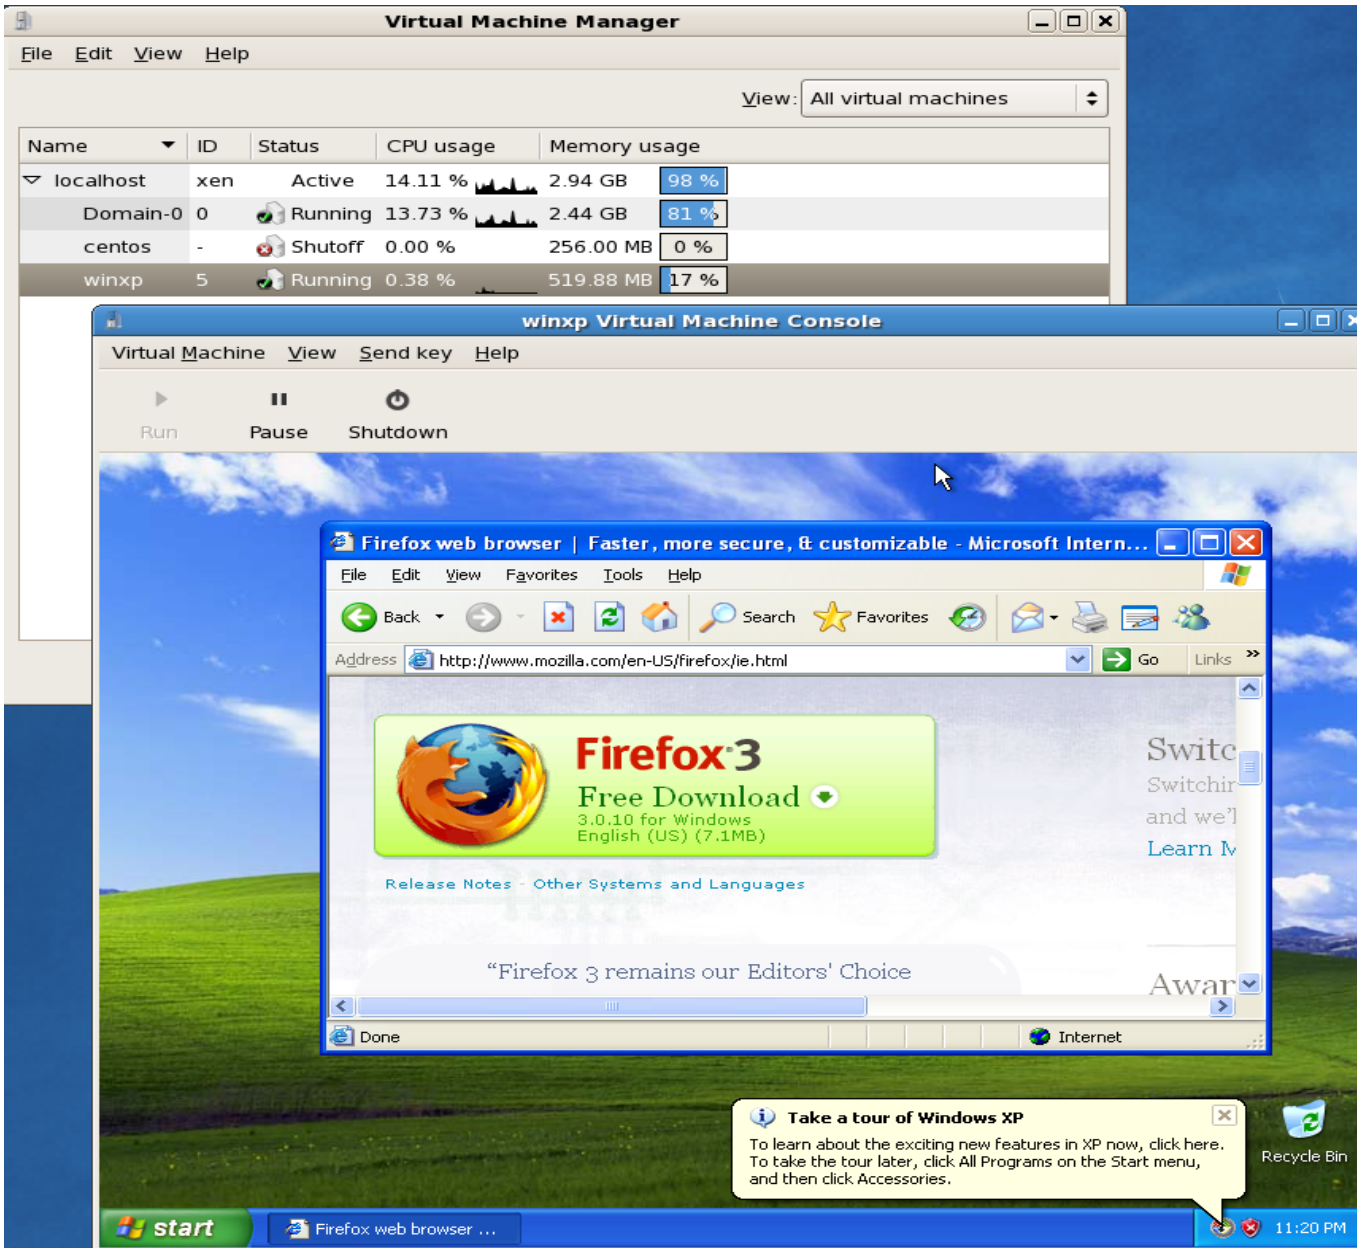 Virtual Machine Manager
File Edit View Help
View: All virtual machines
Name ID Status CPU usage Memory usage
localhost xen Active 14.11 % 2.94 GB 98 %
Domain-0 0 Running 13.73 % 2.44 GB 81 %
centos - Shutoff 0.00 % 256.00 MB 0 %
winxp 5 Running 0.38 % 519.88 MB 17 %
winxp Virtual Machine Console
Virtual Machine View Send key Help
Run Pause Shutdown
Firefox web browser | Faster, more secure, & customizable - Microsoft Intern...
File Edit View Favorites Tools Help
Back Search Favorites
Address http://www.mozilla.com/en-US/firefox/ie.html Go Links »
Firefox 3
Free Download
3.0.10 for Windows
English (US) (7.1MB)
Release Notes - Other Systems and Languages
Switc
Switchin
and we'l
Learn M
"Firefox 3 remains our Editors' Choice
Awar
Done Internet
Take a tour of Windows XP
To learn about the exciting new features in XP now, click here.
To take the tour later, click All Programs on the Start menu,
and then click Accessories.
Recycle Bin
start Firefox web browser ... 11:20 PM